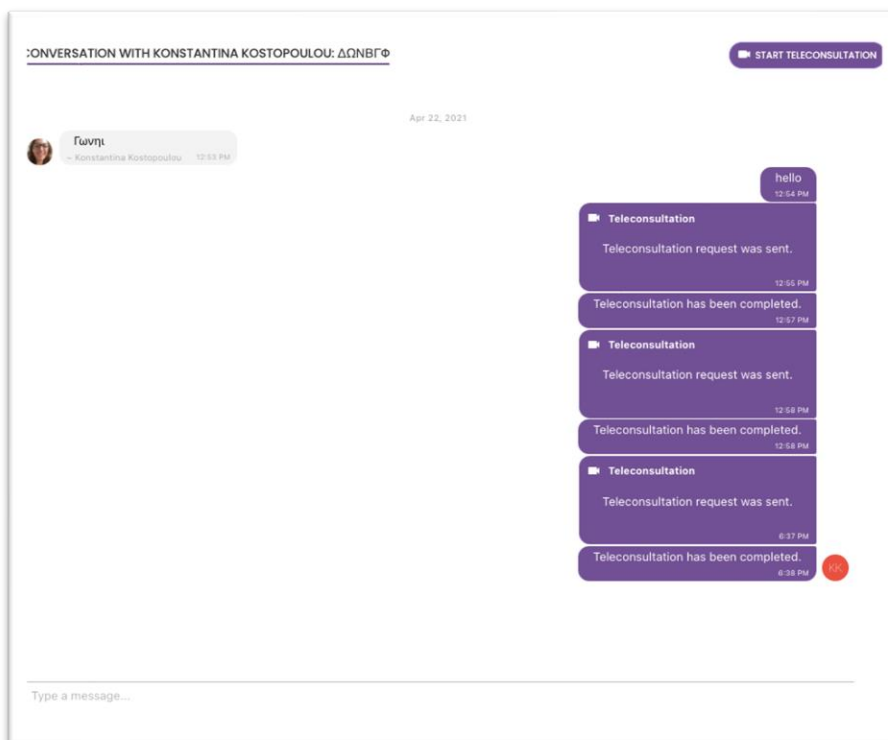 CONVERSATION WITH KONSTANTINA KOSTOPOULOU: ΔΩΝΒΓΦ
START TELECONSULTATION
Apr 22, 2021
Γωνηι
– Konstantina Kostopoulou 12:53 PM
hello
12:54 PM
Teleconsultation
Teleconsultation request was sent.
12:55 PM
Teleconsultation has been completed.
12:57 PM
Teleconsultation
Teleconsultation request was sent.
12:58 PM
Teleconsultation has been completed.
12:58 PM
Teleconsultation
Teleconsultation request was sent.
6:37 PM
Teleconsultation has been completed.
6:38 PM
KK
Type a message...